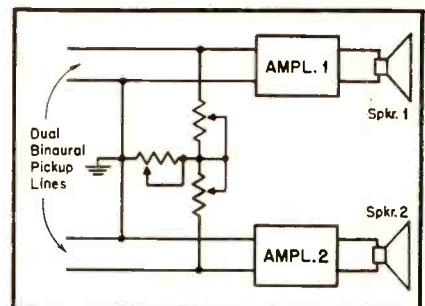 AMPL. 1
Spkr. 1
Dual
Binaural
Pickup
Lines
Spkr. 2
AMPL. 2